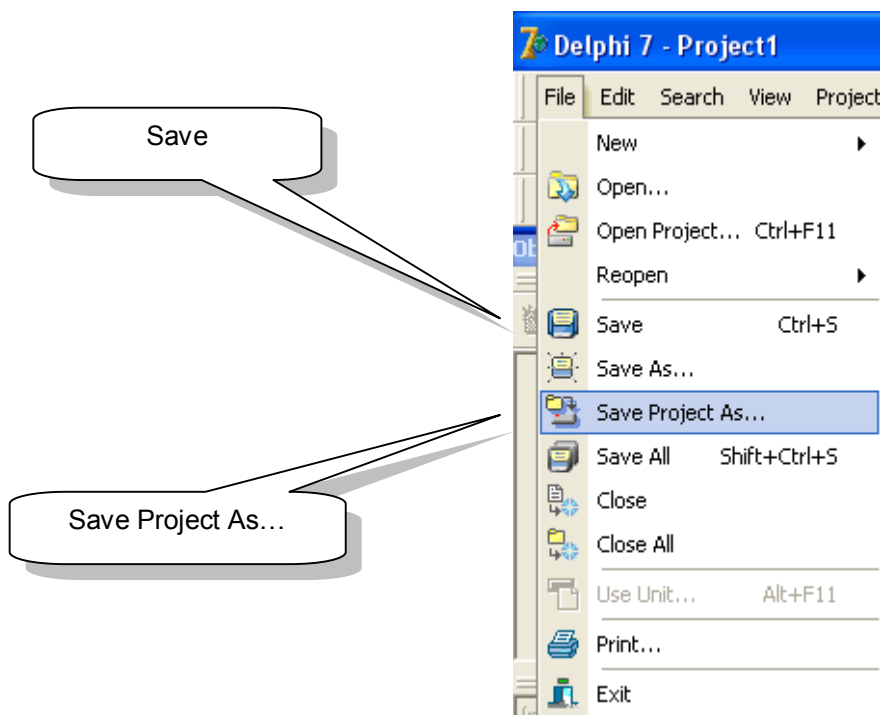 Delphi 7 - Project1
File Edit Search View Project
Save
New
Open...
Open Project... Ctrl+F11
Reopen
Save Ctrl+S
Save As...
Save Project As...
Save All Shift+Ctrl+S
Close
Close All
Save Project As…
Use Unit... Alt+F11
Print...
Exit